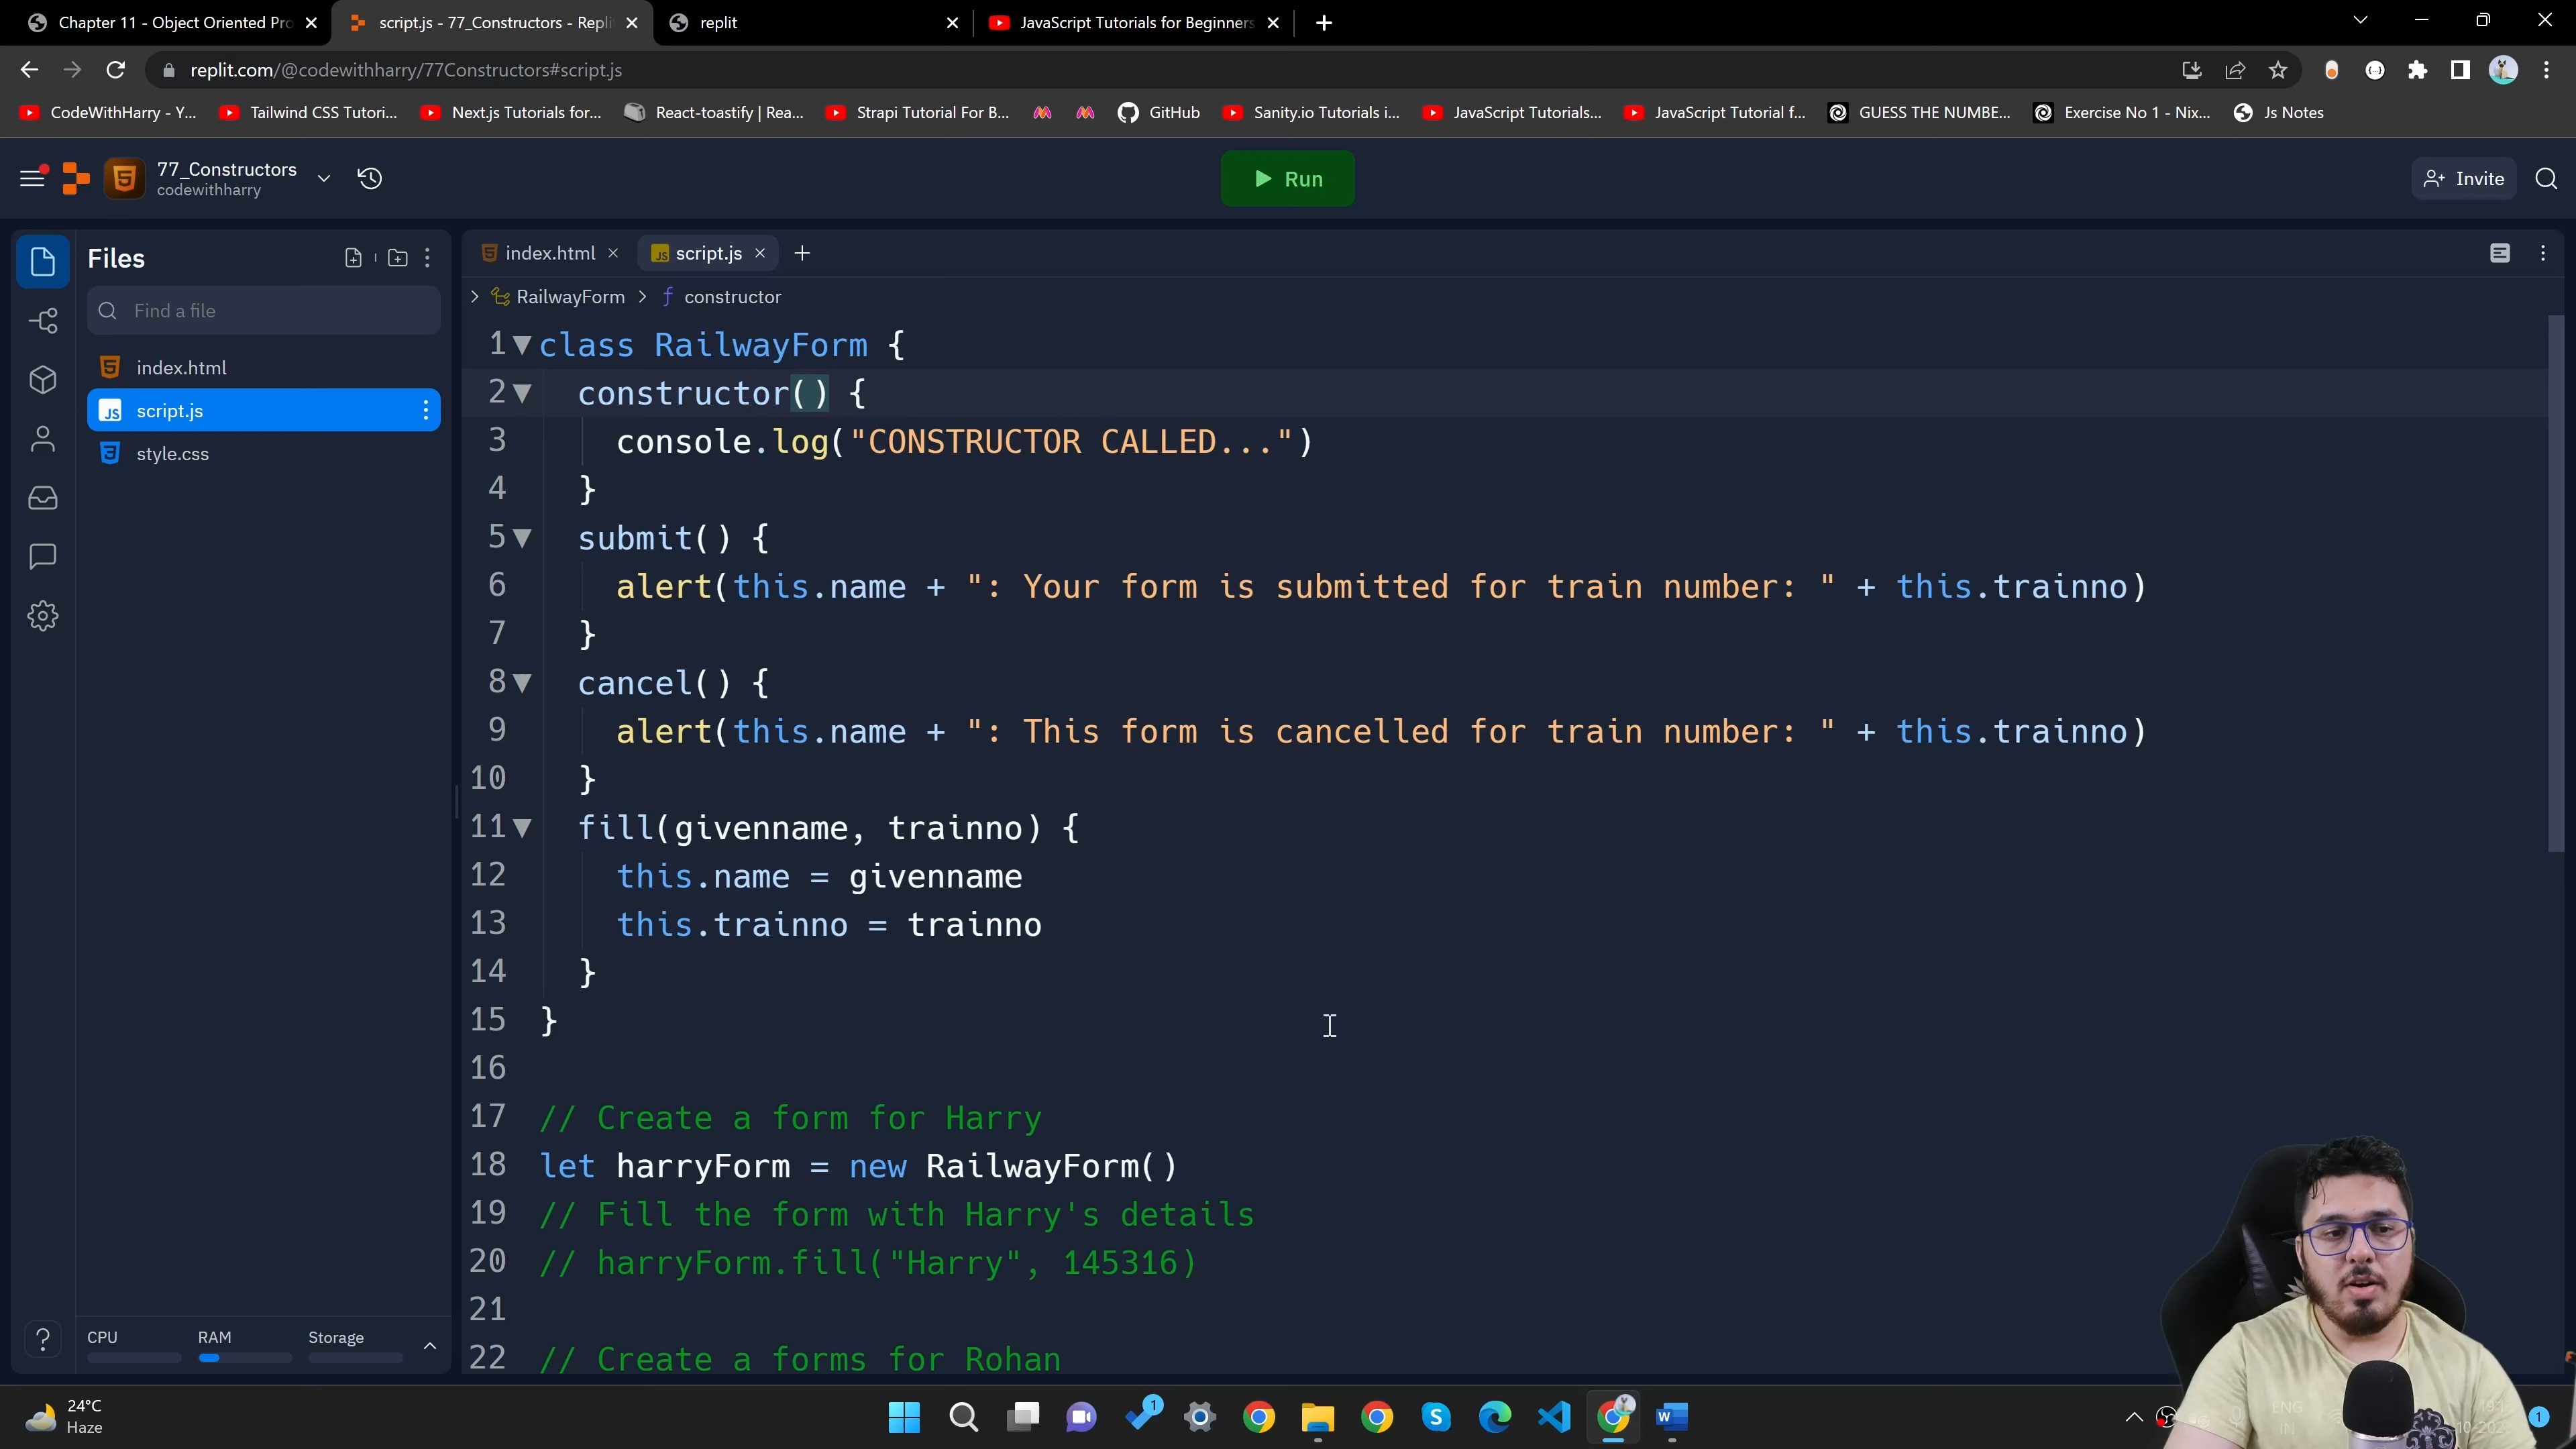 Chapter 11 - Object Oriented Pro
script.js - 77_Constructors - Repli
replit
JavaScript Tutorials for Beginners
replit.com/@codewithharry/77Constructors#script.js
CodeWithHarry - Y...
Tailwind CSS Tutori...
Next.js Tutorials for...
React-toastify | Rea...
Strapi Tutorial For B...
GitHub
Sanity.io Tutorials i...
JavaScript Tutorials...
JavaScript Tutorial f...
GUESS THE NUMBE...
Exercise No 1 - Nix...
Js Notes
77_Constructors
codewithharry
Run
Invite
Files
Find a file
index.html
script.js
style.css
CPU
RAM
Storage
index.html
script.js
RailwayForm
constructor
1 class RailwayForm {
2 constructor() {
3 console.log("CONSTRUCTOR CALLED...")
4 }
5 submit() {
6 alert(this.name + ": Your form is submitted for train number: " + this.trainno)
7 }
8 cancel() {
9 alert(this.name + ": This form is cancelled for train number: " + this.trainno)
10 }
11 fill(givenname, trainno) {
12 this.name = givenname
13 this.trainno = trainno
14 }
15 }
16
17 // Create a form for Harry
18 let harryForm = new RailwayForm()
19 // Fill the form with Harry's details
20 // harryForm.fill("Harry", 145316)
21
22 // Create a forms for Rohan
24°C
Haze
1
ENG
IN
1